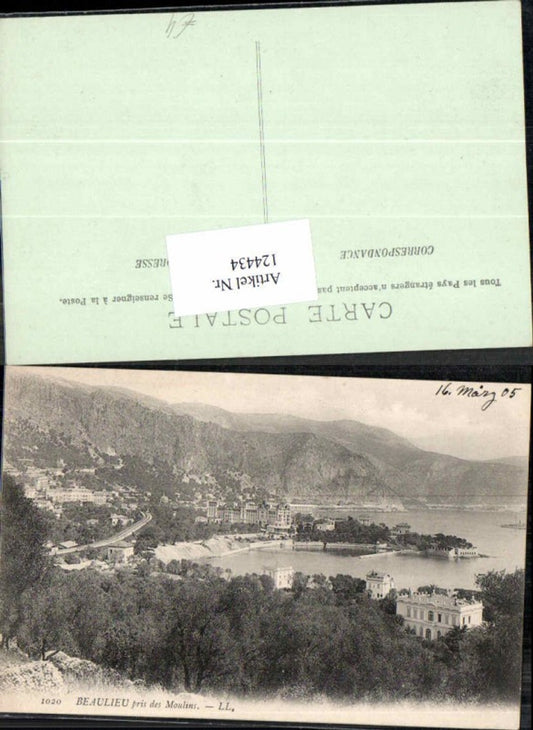 CARTE POSTALE
Tous les Pays étrangers n'acceptent pas Se renseigner à la Poste.
CORRESPONDANCE RESSE
Artikel Nr.
124434
16. März 05
1020 BEAULIEU pris des Moulins. — LL.